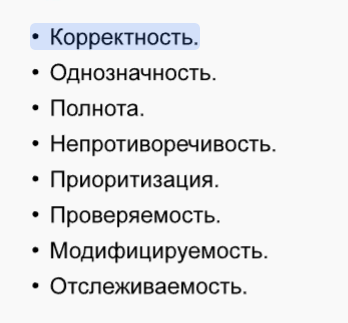 • Корректность.
• Однозначность.
• Полнота.
• Непротиворечивость.
• Приоритизация.
• Проверяемость.
• Модифицируемость.
• Отслеживаемость.